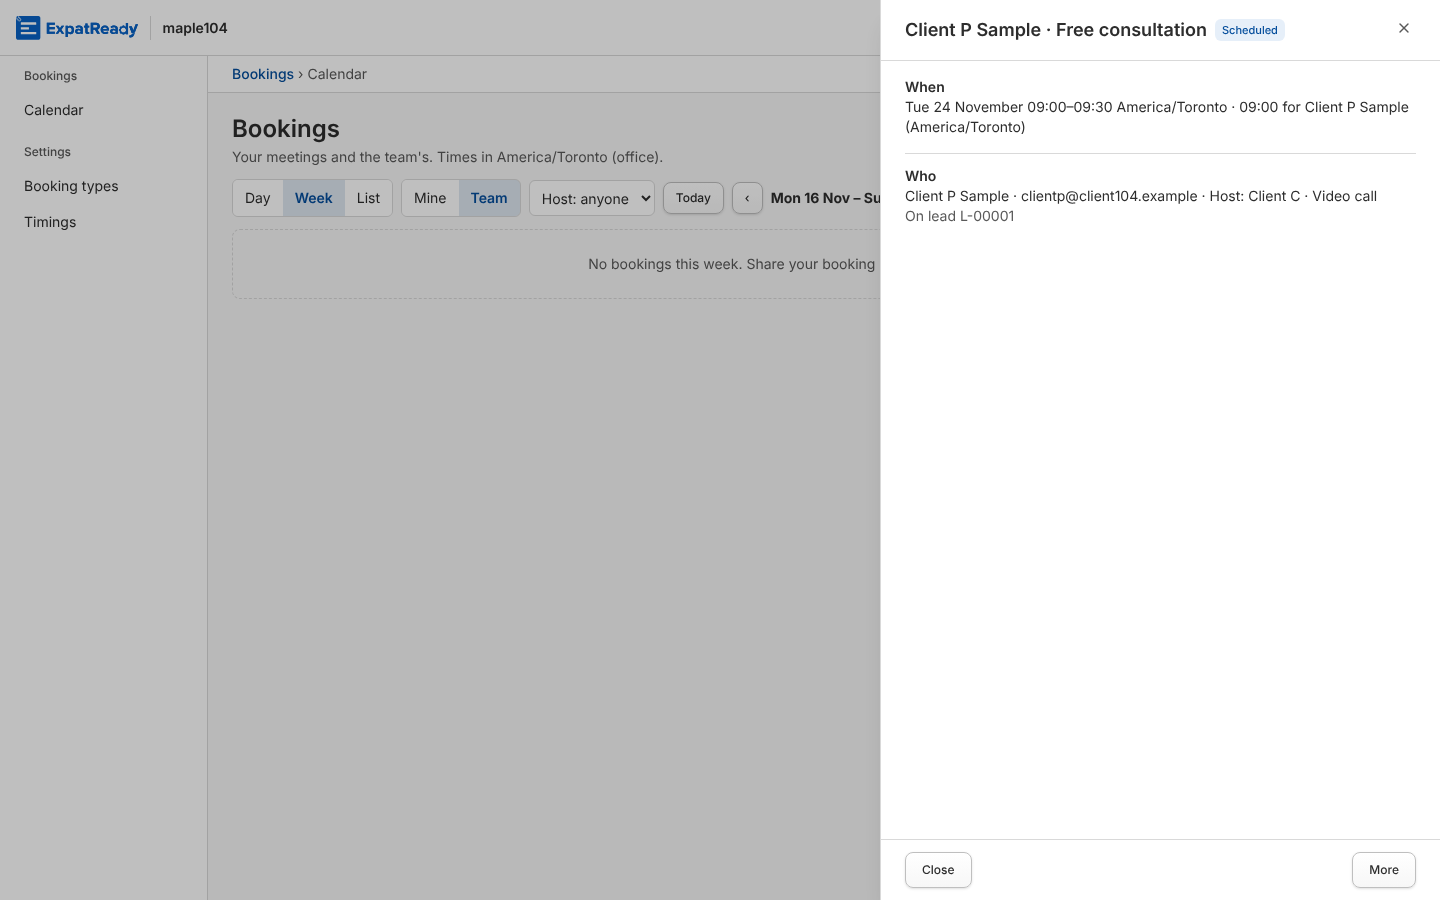 ExpatReady
maple104
Bookings
Calendar
Settings
Booking types
Timings
Bookings › Calendar
Bookings
Your meetings and the team's. Times in America/Toronto (office).
Day Week List Mine Team Host: anyone Today ‹ Mon 16 Nov – Su
No bookings this week. Share your booking
Client P Sample · Free consultation Scheduled ×
When
Tue 24 November 09:00–09:30 America/Toronto · 09:00 for Client P Sample
(America/Toronto)
Who
Client P Sample · clientp@client104.example · Host: Client C · Video call
On lead L-00001
Close More